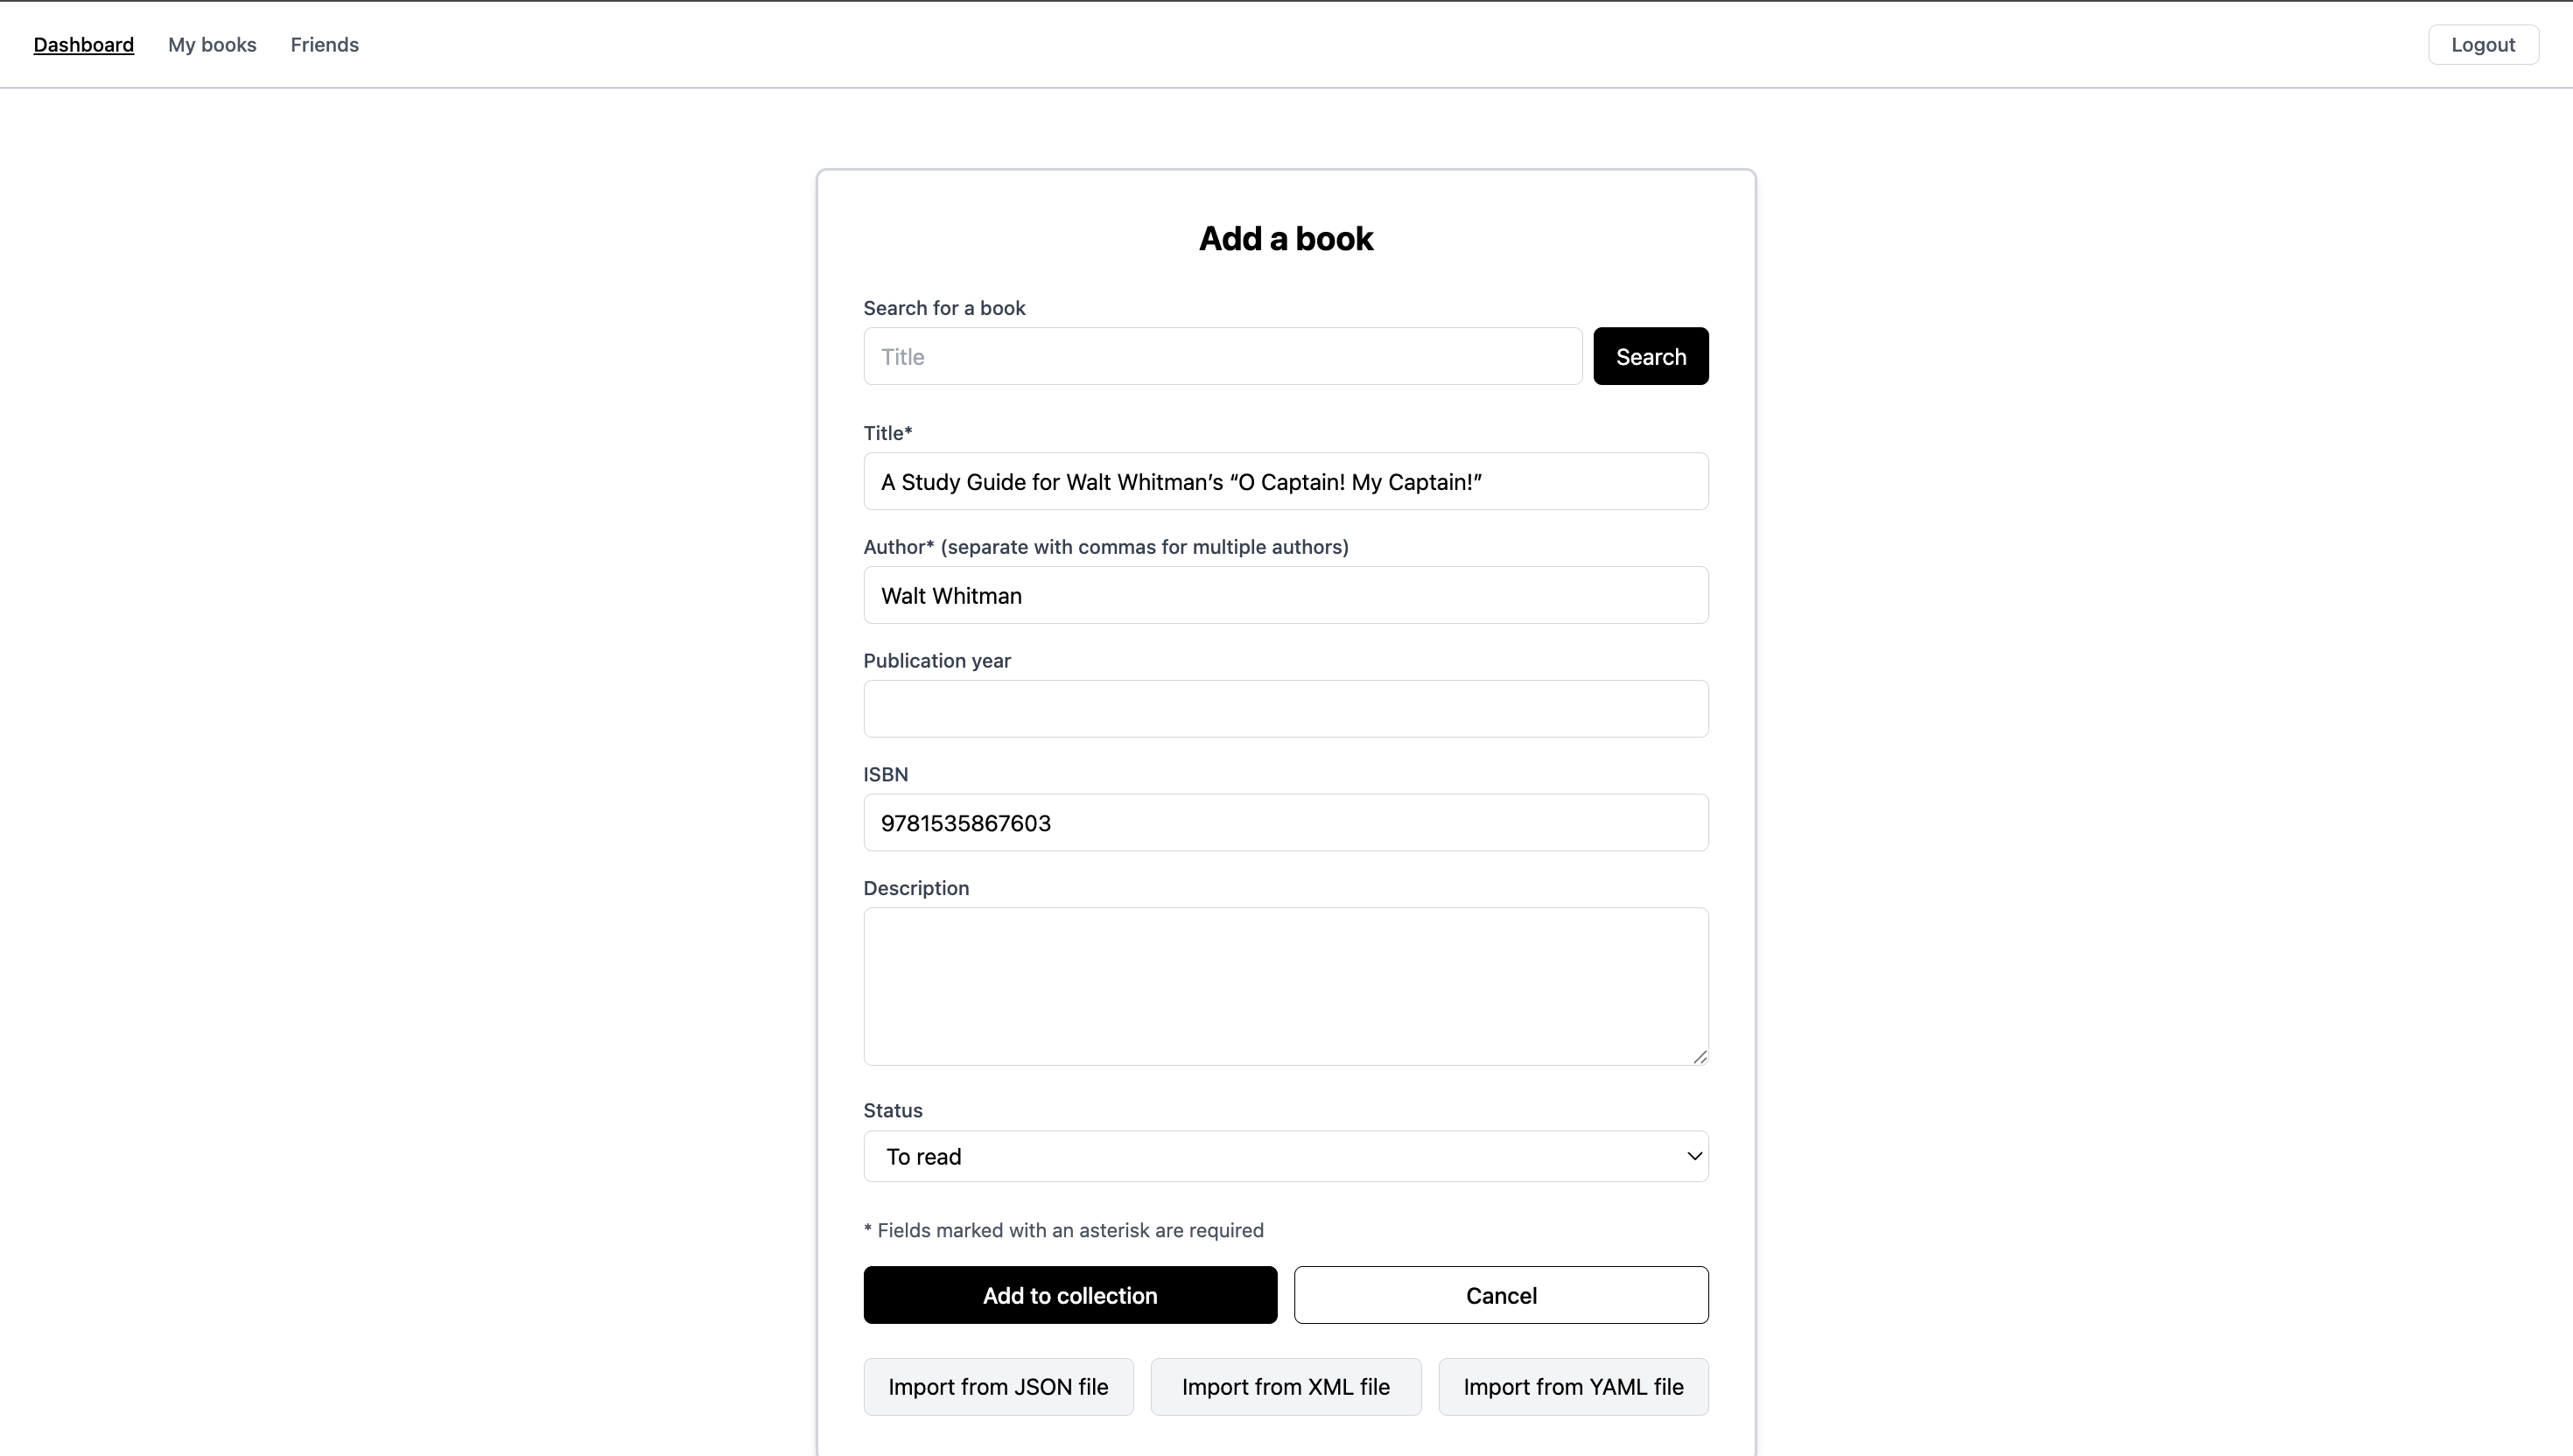 Dashboard My books Friends Logout
Add a book
Search for a book
Title Search
Title*
A Study Guide for Walt Whitman’s “O Captain! My Captain!”
Author* (separate with commas for multiple authors)
Walt Whitman
Publication year
ISBN
9781535867603
Description
Status
To read
* Fields marked with an asterisk are required
Add to collection Cancel
Import from JSON file Import from XML file Import from YAML file